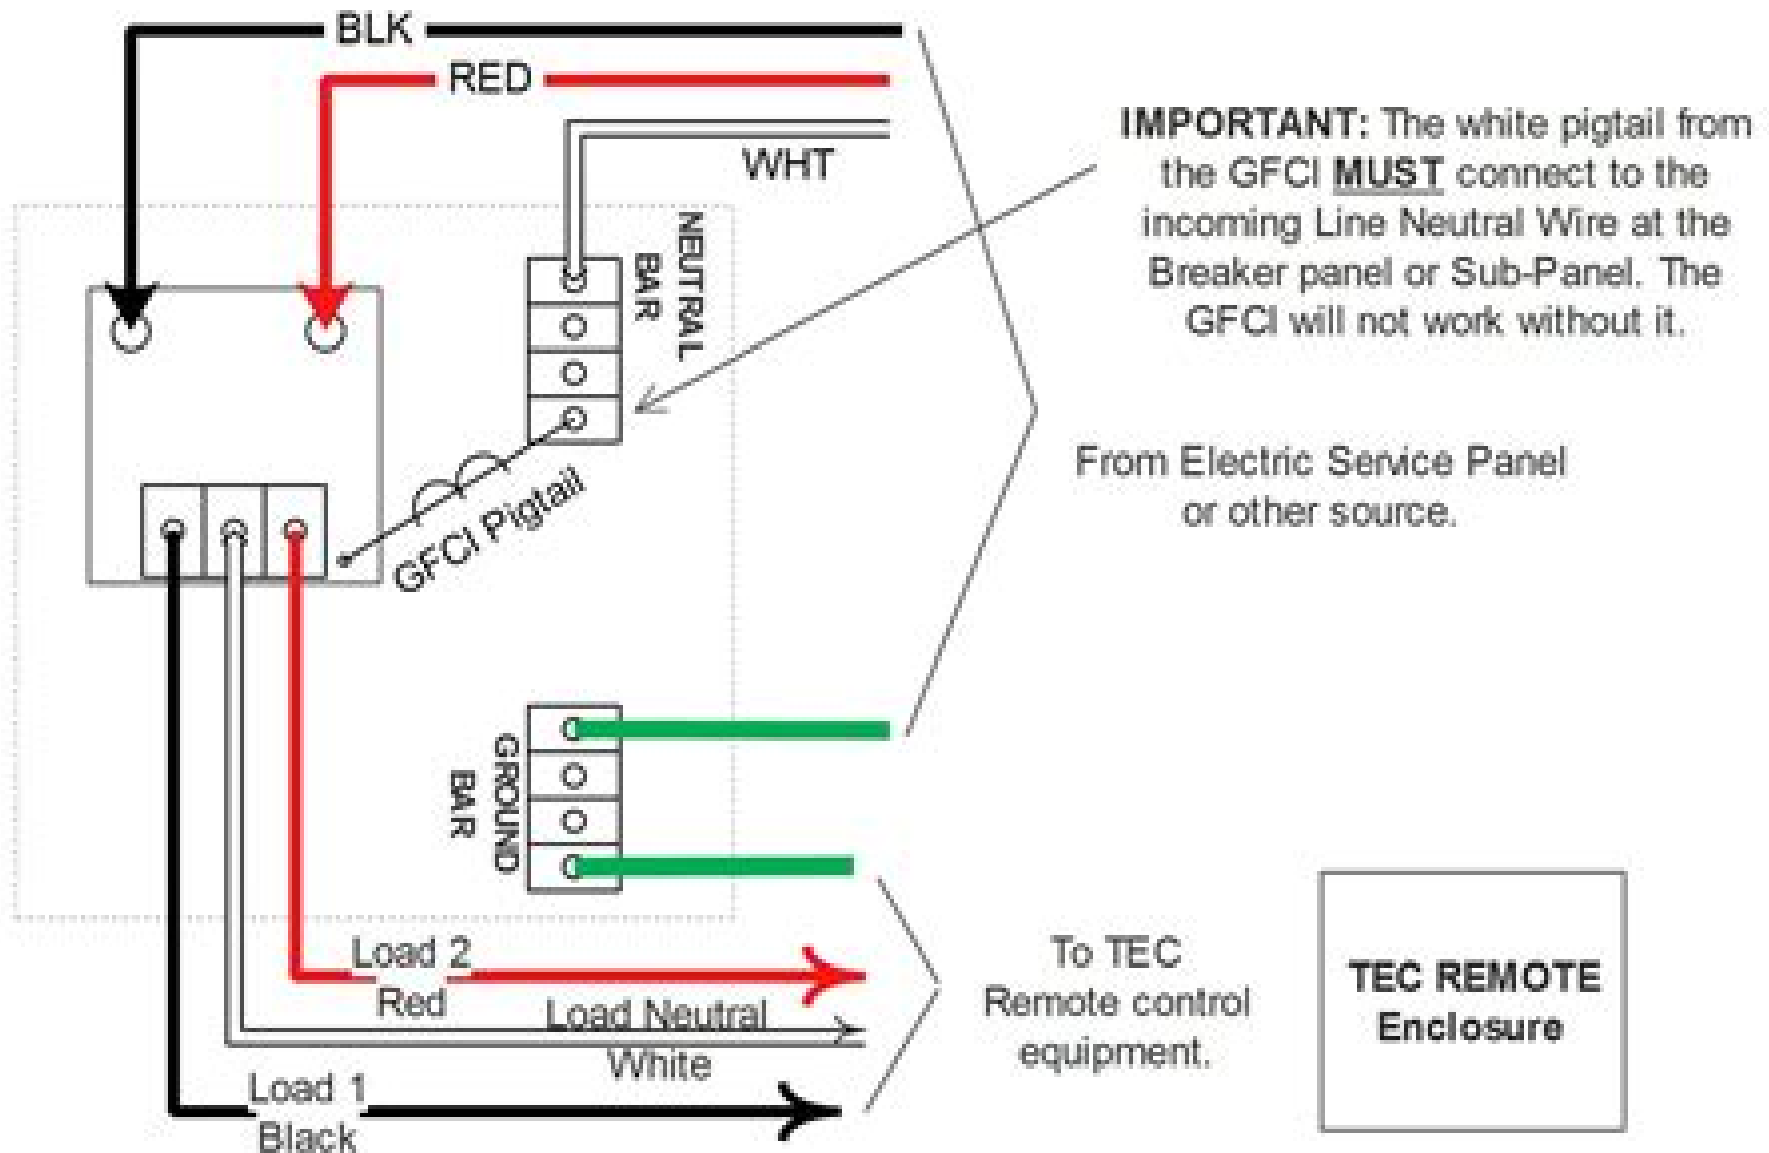 BLK
RED
WHT
IMPORTANT: The white pigtail from
the GFCI MUST connect to the
incoming Line Neutral Wire at the
Breaker panel or Sub-Panel. The
GFCI will not work without it.
NEUTRAL
BAR
GFCI Pigtail
From Electric Service Panel
or other source.
GROUND
BAR
Load 2
Red
Load Neutral
White
Load 1
Black
To TEC
Remote control
equipment.
TEC REMOTE
Enclosure